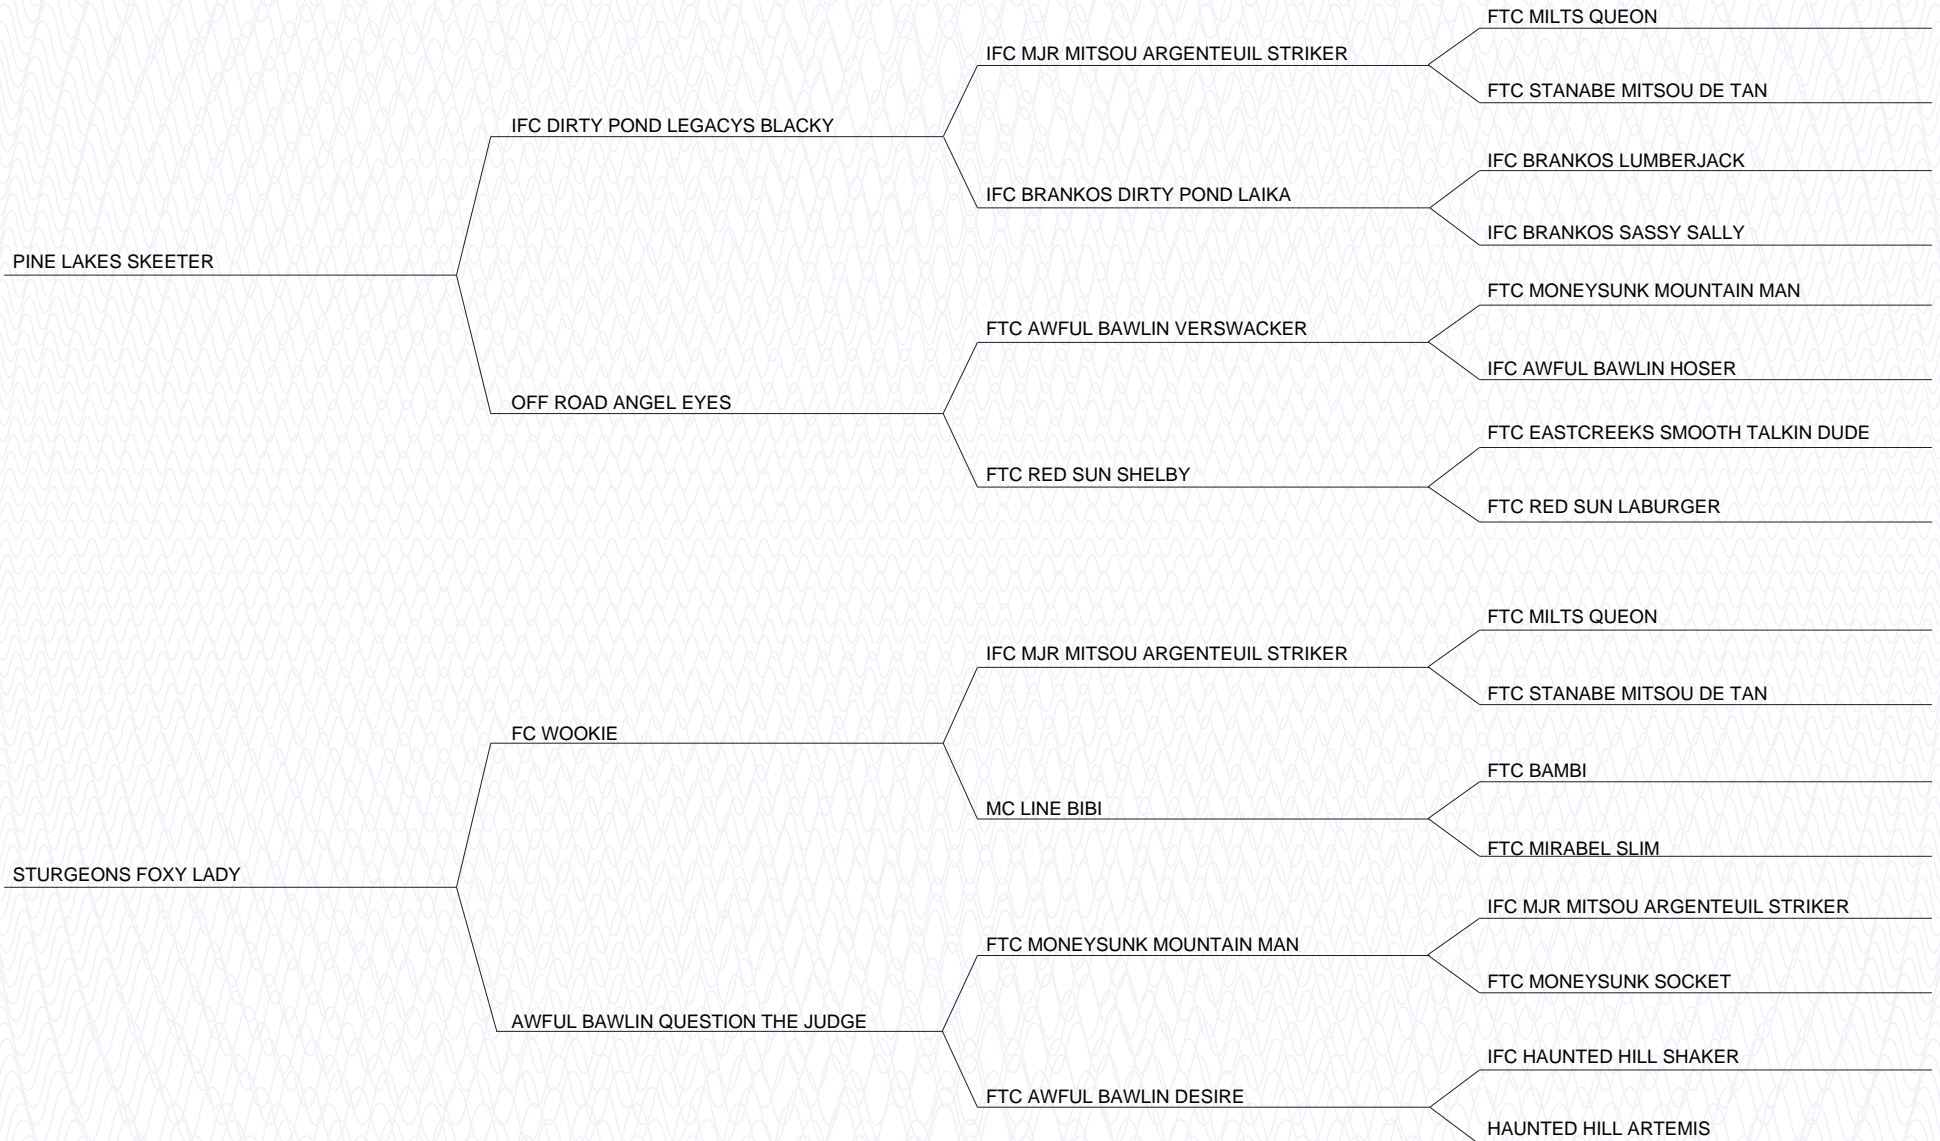 FTC MILTS QUEON
IFC MJR MITSOU ARGENTEUIL STRIKER
FTC STANABE MITSOU DE TAN
IFC DIRTY POND LEGACYS BLACKY
IFC BRANKOS LUMBERJACK
IFC BRANKOS DIRTY POND LAIKA
IFC BRANKOS SASSY SALLY
PINE LAKES SKEETER
FTC MONEYSUNK MOUNTAIN MAN
FTC AWFUL BAWLIN VERSWACKER
IFC AWFUL BAWLIN HOSER
OFF ROAD ANGEL EYES
FTC EASTCREEKS SMOOTH TALKIN DUDE
FTC RED SUN SHELBY
FTC RED SUN LABURGER
FTC MILTS QUEON
IFC MJR MITSOU ARGENTEUIL STRIKER
FTC STANABE MITSOU DE TAN
FC WOOKIE
FTC BAMBI
MC LINE BIBI
FTC MIRABEL SLIM
STURGEONS FOXY LADY
IFC MJR MITSOU ARGENTEUIL STRIKER
FTC MONEYSUNK MOUNTAIN MAN
FTC MONEYSUNK SOCKET
AWFUL BAWLIN QUESTION THE JUDGE
IFC HAUNTED HILL SHAKER
FTC AWFUL BAWLIN DESIRE
HAUNTED HILL ARTEMIS